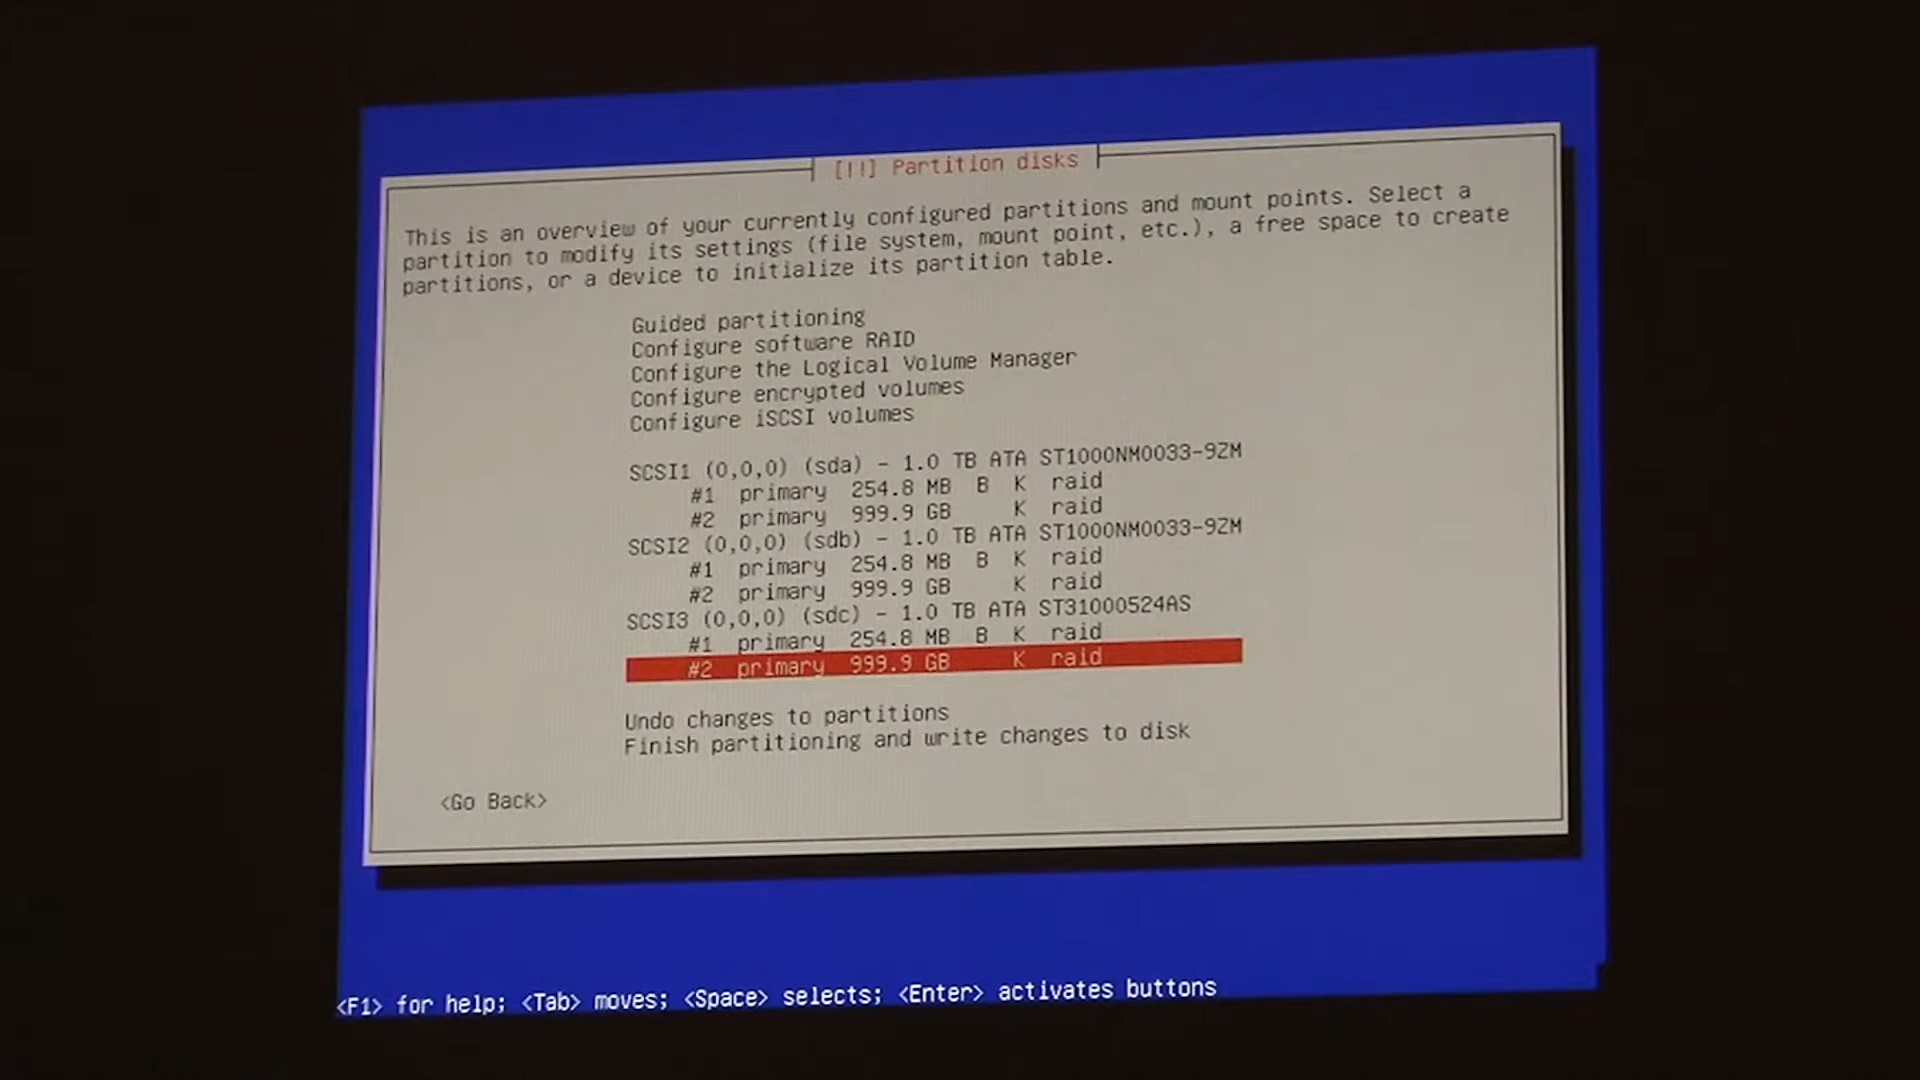 [!!] Partition disks
This is an overview of your currently configured partitions and mount points. Select a
partition to modify its settings (file system, mount point, etc.), a free space to create
partitions, or a device to initialize its partition table.
Guided partitioning
Configure software RAID
Configure the Logical Volume Manager
Configure encrypted volumes
Configure iSCSI volumes
SCSI1 (0,0,0) (sda) - 1.0 TB ATA ST1000NM0033-9ZM
#1 primary 254.8 MB B K raid
#2 primary 999.9 GB K raid
SCSI2 (0,0,0) (sdb) - 1.0 TB ATA ST1000NM0033-9ZM
#1 primary 254.8 MB B K raid
#2 primary 999.9 GB K raid
SCSI3 (0,0,0) (sdc) - 1.0 TB ATA ST31000524AS
#1 primary 254.8 MB B K raid
#2 primary 999.9 GB K raid
Undo changes to partitions
Finish partitioning and write changes to disk
<Go Back>
<F1> for help; <Tab> moves; <Space> selects; <Enter> activates buttons